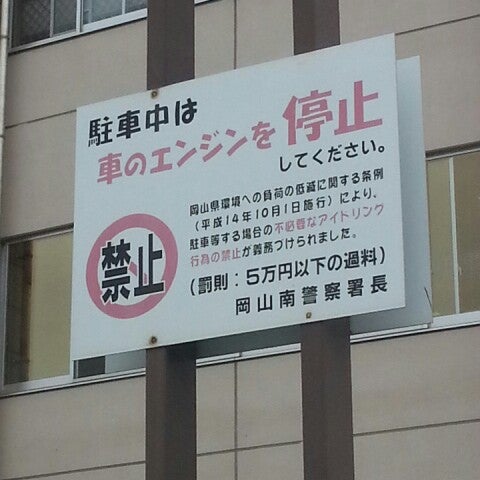 駐車中は
車のエンジンを停止
してください。
岡山県環境への負荷の低減に関する条例
(平成14年10月1日施行)により、
駐車等する場合の不必要なアイドリング
行為の禁止が義務づけられました。
禁止
(罰則:5万円以下の過料)
岡山南警察署長